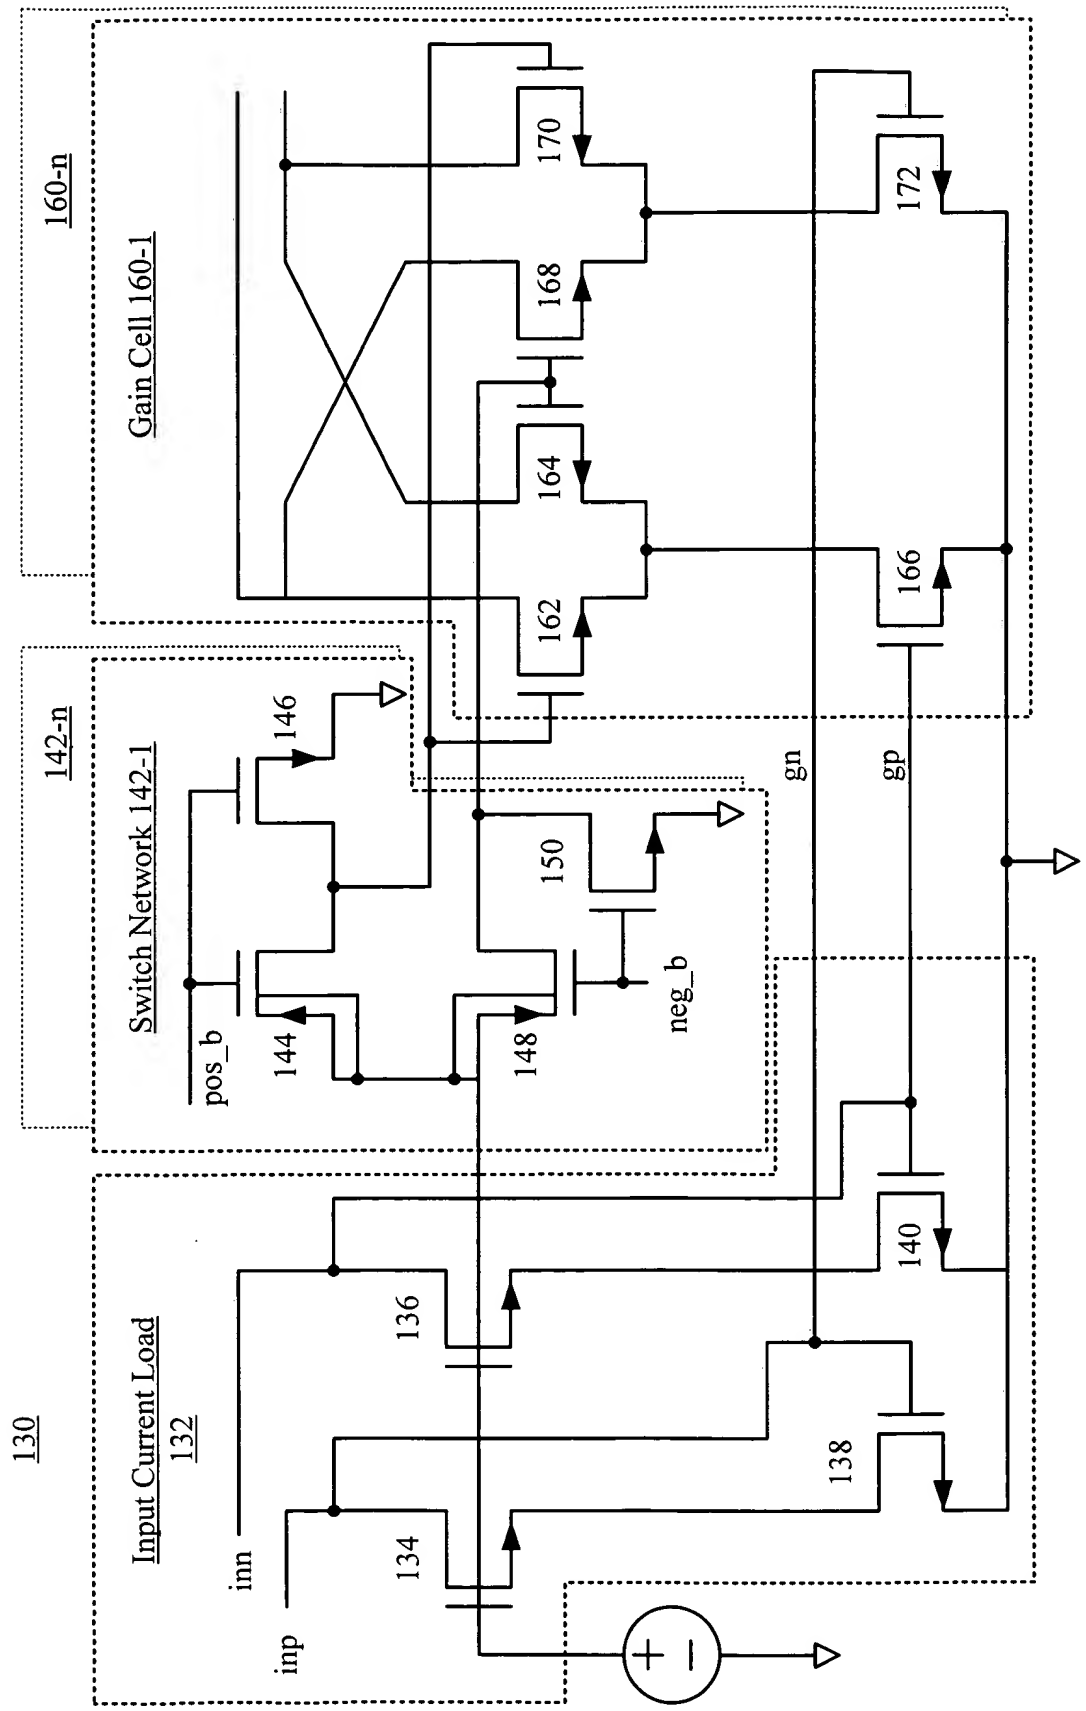 130
Input Current Load
132
inn
inp
134
136
138
140
142-n
Switch Network 142-1
pos_b
144
146
148
150
neg_b
gn
gp
160-n
Gain Cell 160-1
162
164
166
168
170
172